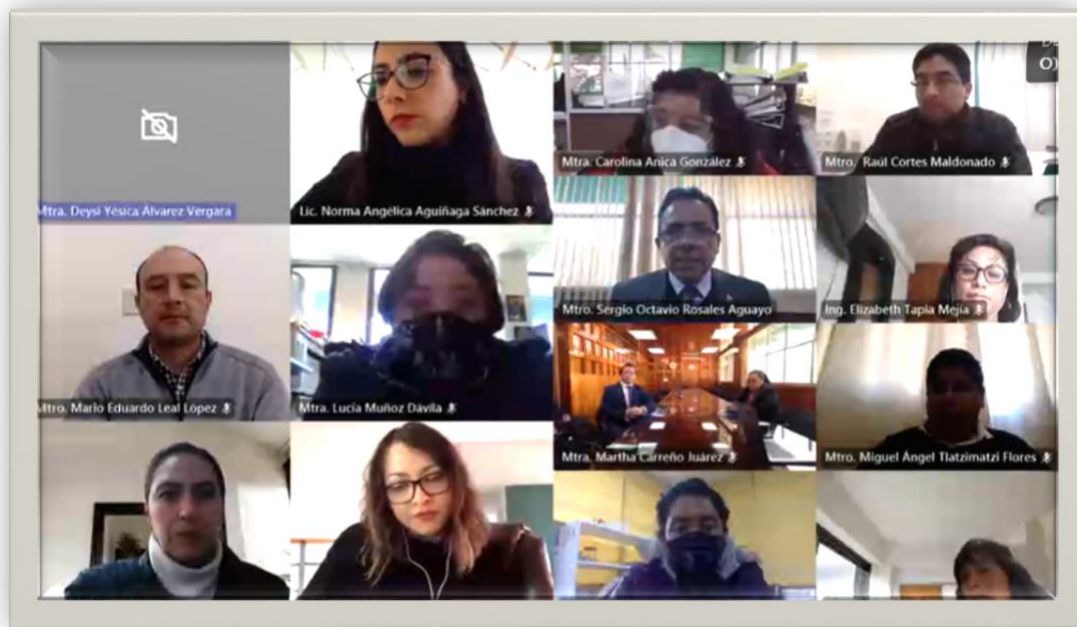 Mtra. Carolina Anica González
Mtro. Raúl Cortes Maldonado
Mtra. Deysi Yésica Álvarez Vergara
Lic. Norma Angélica Aguiñaga Sánchez
Mtro. Sergio Octavio Rosales Aguayo
Ing. Elizabeth Tapia Mejía
Mtro. Mario Eduardo Leal López
Mtra. Lucía Muñoz Dávila
Mtra. Martha Carreño Juárez
Mtro. Miguel Ángel Tlatzimatzi Flores